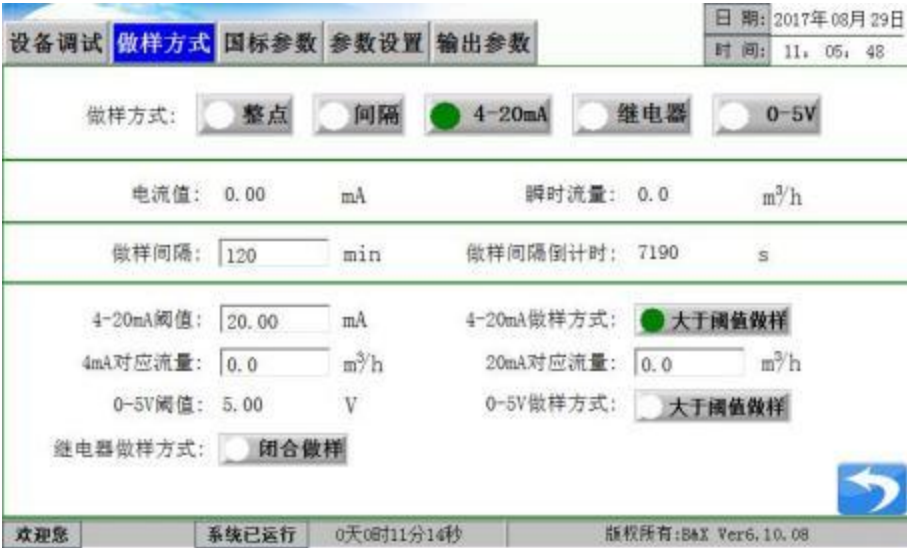 日 期: 2017年08月29日
设备调试 做样方式 国标参数 参数设置 输出参数
时 间: 11: 05: 48
做样方式: 整点 间隔 4-20mA 继电器 0-5V
电流值: 0.00 mA 瞬时流量: 0.0 m³/h
做样间隔: 120 min 做样间隔倒计时: 7190 s
4-20mA阈值: 20.00 mA 4-20mA做样方式: 大于阈值做样
4mA对应流量: 0.0 m³/h 20mA对应流量: 0.0 m³/h
0-5V阈值: 5.00 V 0-5V做样方式: 大于阈值做样
继电器做样方式: 闭合做样
欢迎您 系统已运行 0天0时11分14秒 版权所有:B&X Ver6.10.08